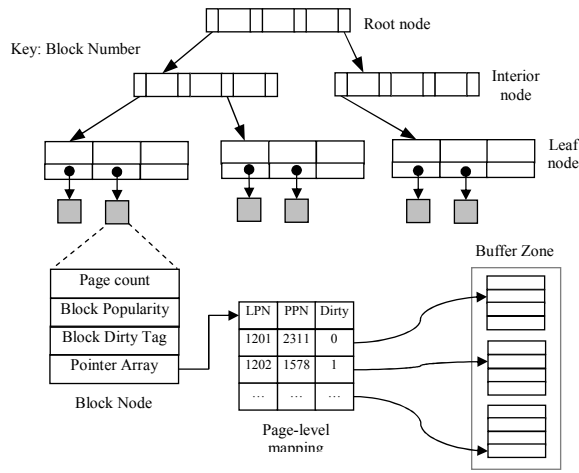 Root node
Key: Block Number
Interior
node
Leaf
node
Buffer Zone
Page count
Block Popularity
Block Dirty Tag
Pointer Array
Block Node
LPN PPN Dirty
1201 2311 0
1202 1578 1
… … …
Page-level
mapping